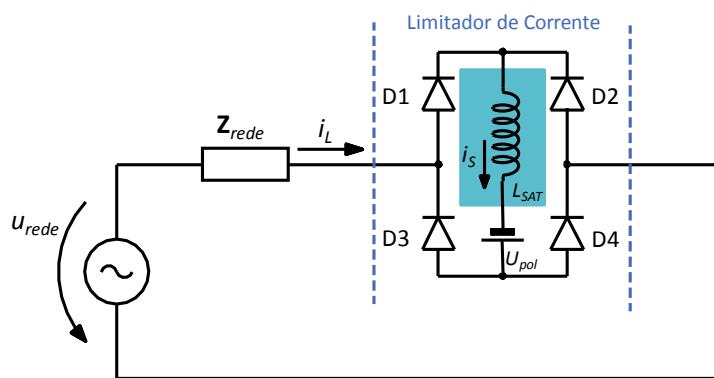 Limitador de Corrente
D1
D2
Z_rede
i_L
i_S
L_SAT
u_rede
D3
D4
U_pol